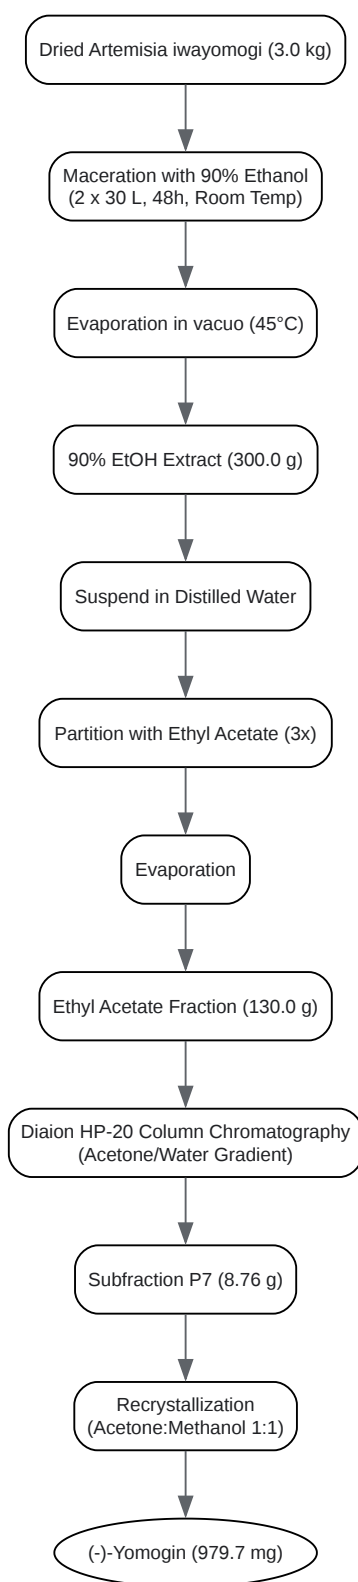 Dried Artemisia iwayomogi (3.0 kg)
Maceration with 90% Ethanol
(2 x 30 L, 48h, Room Temp)
Evaporation in vacuo (45°C)
90% EtOH Extract (300.0 g)
Suspend in Distilled Water
Partition with Ethyl Acetate (3x)
Evaporation
Ethyl Acetate Fraction (130.0 g)
Diaion HP-20 Column Chromatography
(Acetone/Water Gradient)
Subfraction P7 (8.76 g)
Recrystallization
(Acetone:Methanol 1:1)
(-)-Yomogin (979.7 mg)